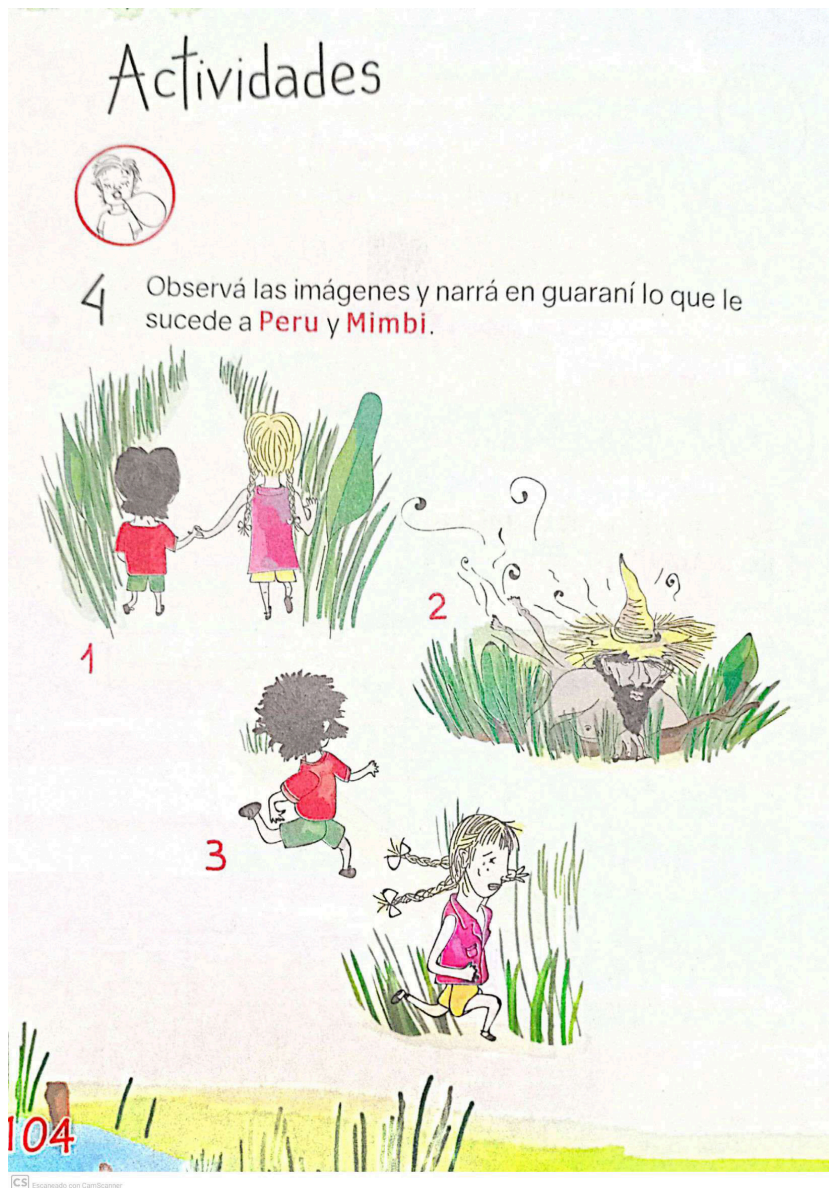 Actividades
4 Observá las imágenes y narrá en guaraní lo que le
sucede a Peru y Mimbi.
1
2
3
104
CS Escaneado con CamScanner